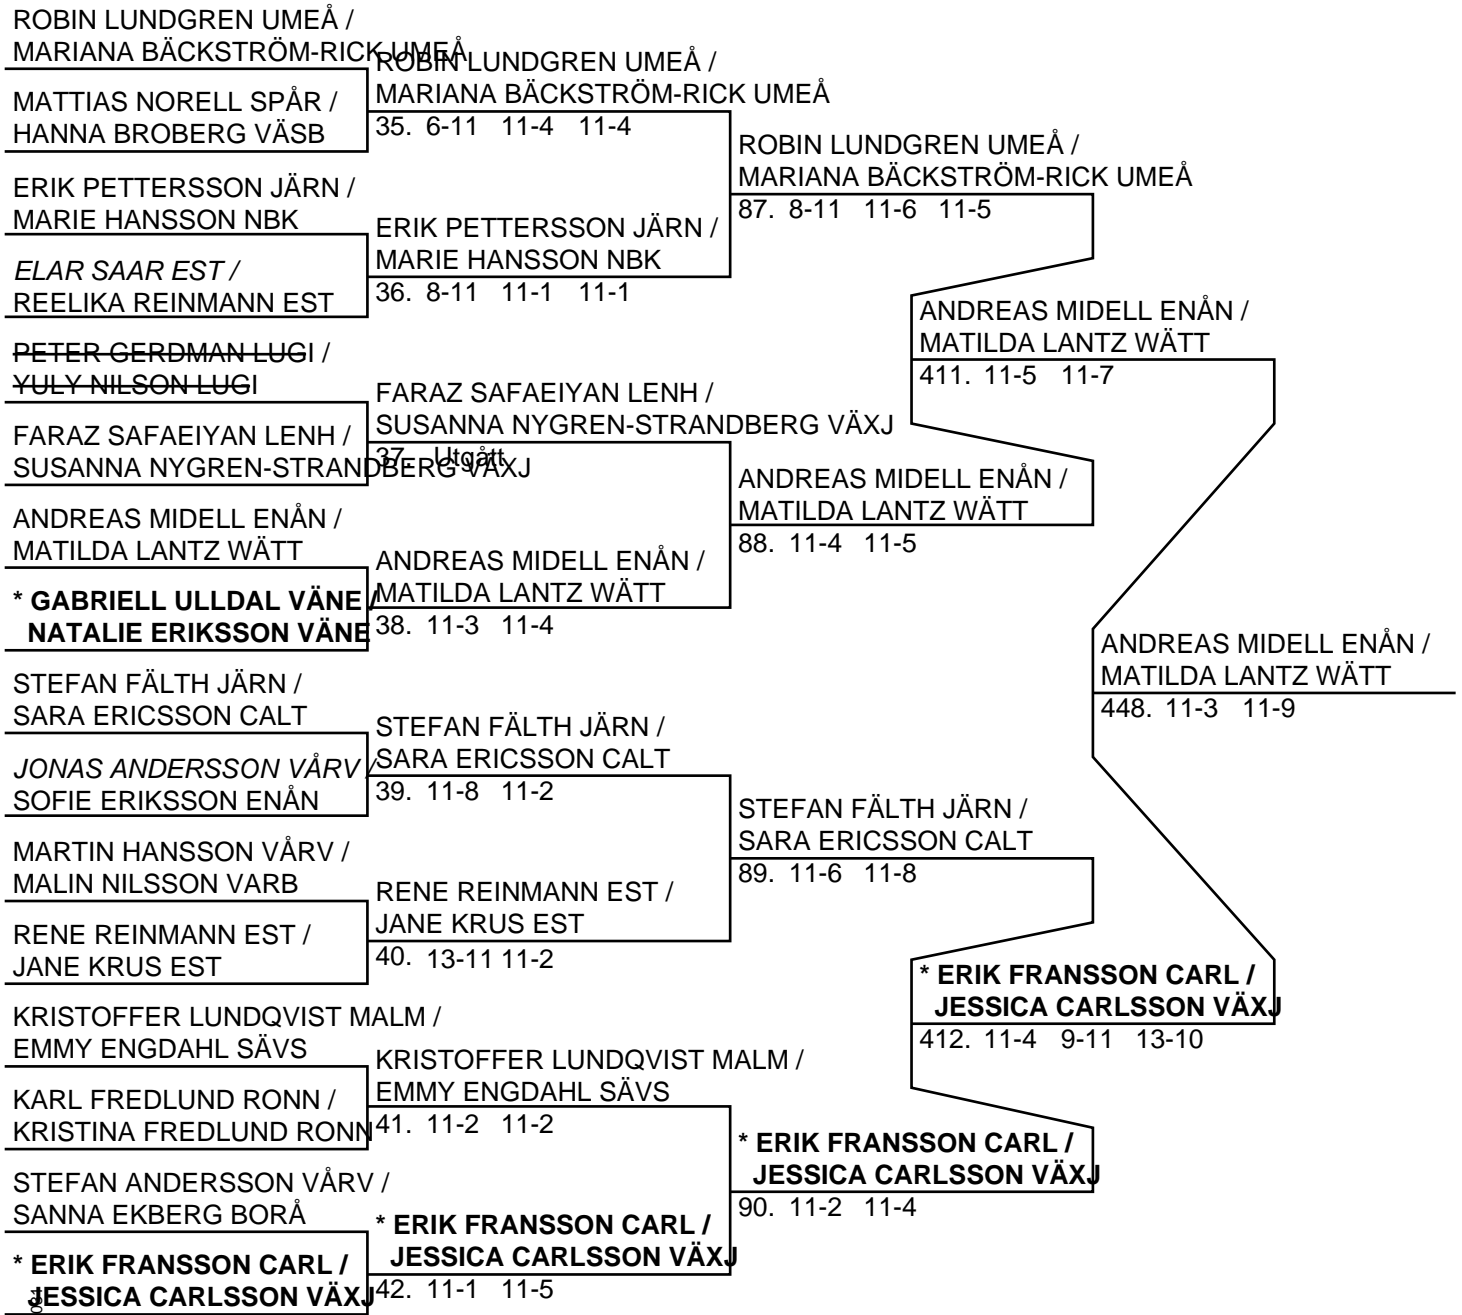 ROBIN LUNDGREN UMEÅ /
MARIANA BÄCKSTRÖM-RICK UMEÅ
MATTIAS NORELL SPÅR /
HANNA BROBERG VÄSB
ERIK PETTERSSON JÄRN /
MARIE HANSSON NBK
ELAR SAAR EST /
REELIKA REINMANN EST
PETER GERDMAN LUGI /
YULY NILSON LUGI
FARAZ SAFAEIYAN LENH /
SUSANNA NYGREN-STRANDBERG VÄXJ
ANDREAS MIDELL ENÅN /
MATILDA LANTZ WÄTT
* GABRIELL ULLDAL VÄNE /
NATALIE ERIKSSON VÄNE
STEFAN FÄLTH JÄRN /
SARA ERICSSON CALT
JONAS ANDERSSON VÅRV /
SOFIE ERIKSSON ENÅN
MARTIN HANSSON VÅRV /
MALIN NILSSON VARB
RENE REINMANN EST /
JANE KRUS EST
KRISTOFFER LUNDQVIST MALM /
EMMY ENGDAHL SÄVS
KARL FREDLUND RONN /
KRISTINA FREDLUND RONN
STEFAN ANDERSSON VÅRV /
SANNA EKBERG BORÅ
* ERIK FRANSSON CARL /
JESSICA CARLSSON VÄXJ
ROBIN LUNDGREN UMEÅ /
MARIANA BÄCKSTRÖM-RICK UMEÅ
35. 6-11 11-4 11-4
ERIK PETTERSSON JÄRN /
MARIE HANSSON NBK
36. 8-11 11-1 11-1
FARAZ SAFAEIYAN LENH /
SUSANNA NYGREN-STRANDBERG VÄXJ
37. Utgått
ANDREAS MIDELL ENÅN /
MATILDA LANTZ WÄTT
38. 11-3 11-4
STEFAN FÄLTH JÄRN /
SARA ERICSSON CALT
39. 11-8 11-2
RENE REINMANN EST /
JANE KRUS EST
40. 13-11 11-2
KRISTOFFER LUNDQVIST MALM /
EMMY ENGDAHL SÄVS
41. 11-2 11-2
* ERIK FRANSSON CARL /
JESSICA CARLSSON VÄXJ
42. 11-1 11-5
ROBIN LUNDGREN UMEÅ /
MARIANA BÄCKSTRÖM-RICK UMEÅ
87. 8-11 11-6 11-5
ANDREAS MIDELL ENÅN /
MATILDA LANTZ WÄTT
88. 11-4 11-5
STEFAN FÄLTH JÄRN /
SARA ERICSSON CALT
89. 11-6 11-8
* ERIK FRANSSON CARL /
JESSICA CARLSSON VÄXJ
90. 11-2 11-4
ANDREAS MIDELL ENÅN /
MATILDA LANTZ WÄTT
411. 11-5 11-7
* ERIK FRANSSON CARL /
JESSICA CARLSSON VÄXJ
412. 11-4 9-11 13-10
ANDREAS MIDELL ENÅN /
MATILDA LANTZ WÄTT
448. 11-3 11-9